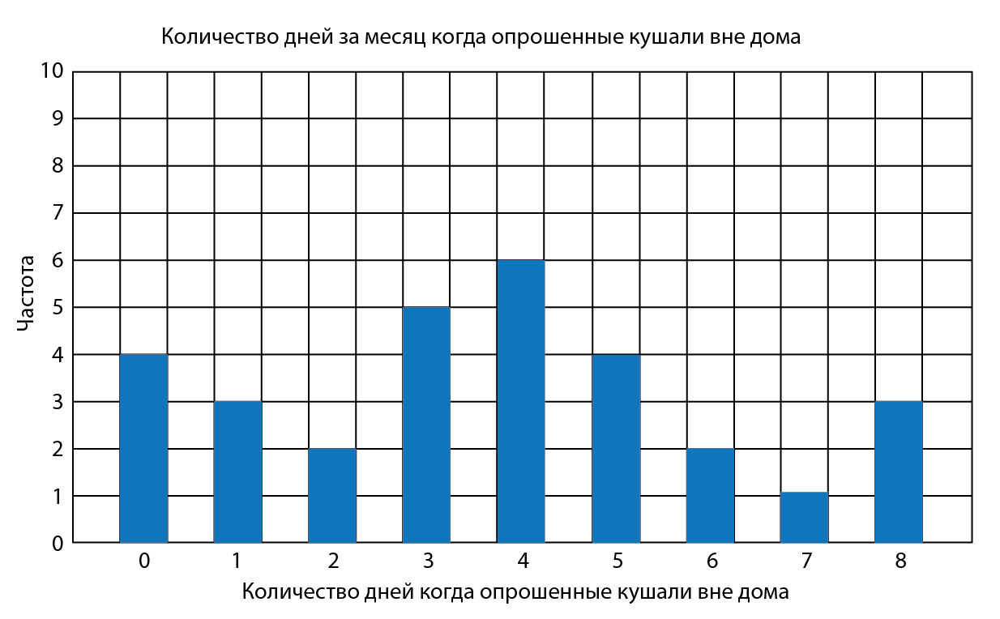 Количество дней за месяц когда опрошенные кушали вне дома
10
9
8
7
6
5
4
3
2
1
0
Частота
0 1 2 3 4 5 6 7 8
Количество дней когда опрошенные кушали вне дома